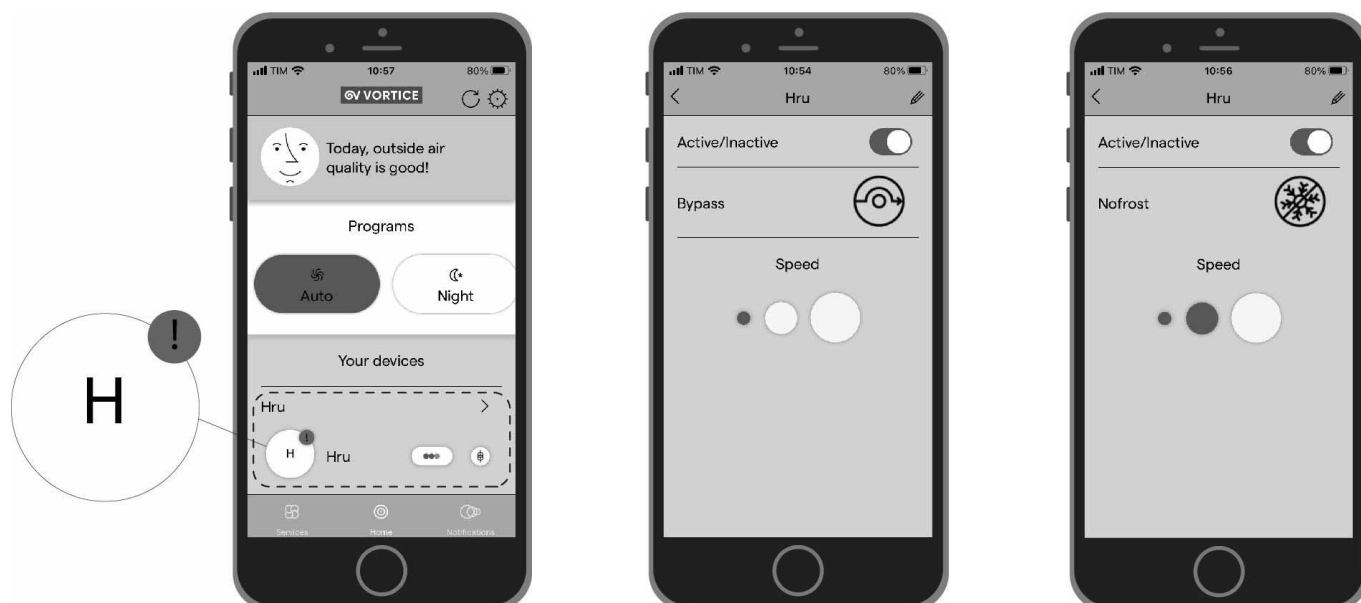 TIM 10:57 80%
VORTICE
Today, outside air
quality is good!
Programs
Auto Night
Your devices
Hru
H !
H ! Hru
Services Home Notifications
TIM 10:54 80%
Hru
Active/Inactive
Bypass
Speed
TIM 10:56 80%
Hru
Active/Inactive
Nofrost
Speed